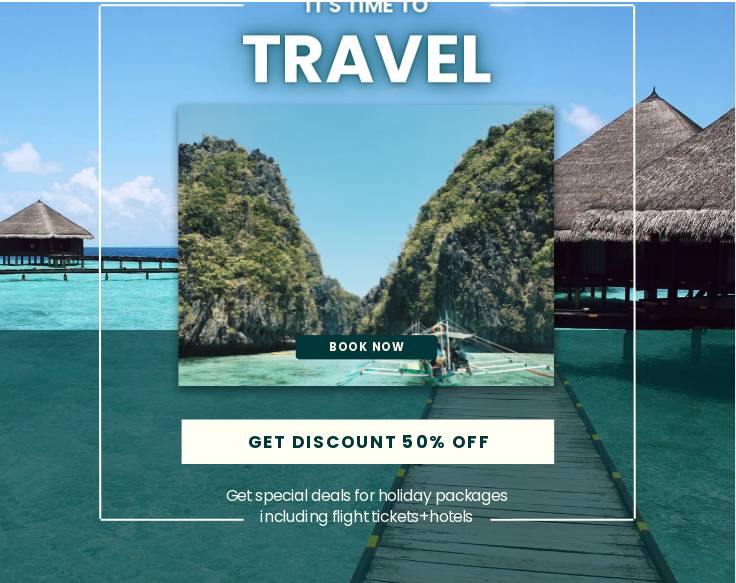 IT'S TIME TO
TRAVEL
BOOK NOW
GET DISCOUNT 50% OFF
Get special deals for holiday packages
including flight tickets+hotels